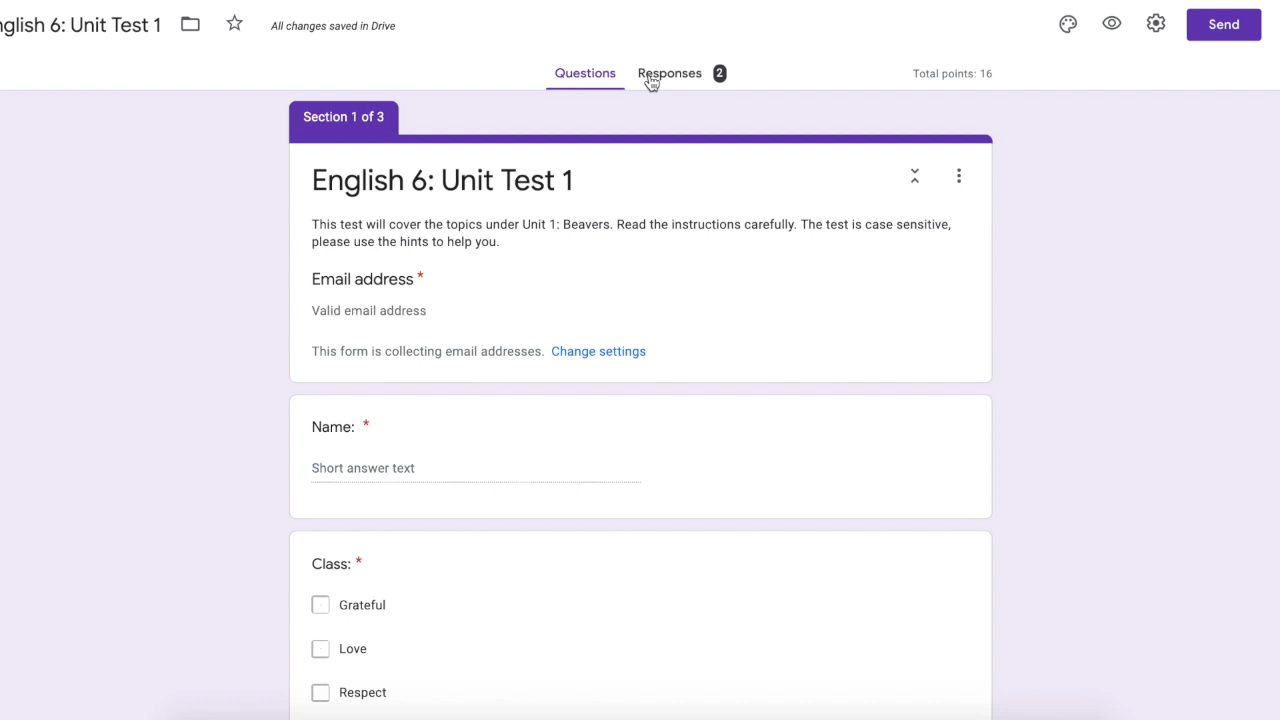 nglish 6: Unit Test 1
All changes saved in Drive
Send
Questions
Responses 2
Total points: 16
Section 1 of 3
English 6: Unit Test 1
This test will cover the topics under Unit 1: Beavers. Read the instructions carefully. The test is case sensitive,
please use the hints to help you.
Email address *
Valid email address
This form is collecting email addresses. Change settings
Name: *
Short answer text
Class: *
Grateful
Love
Respect